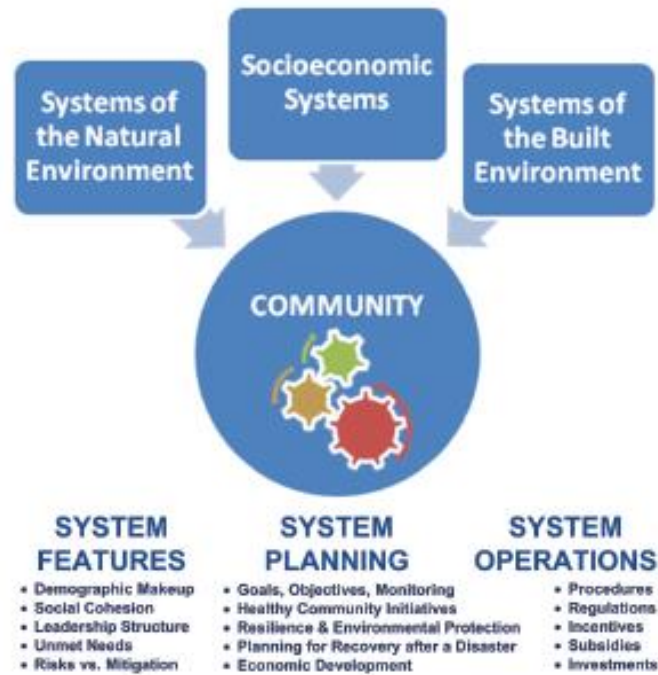 Socioeconomic
Systems
Systems of
the Natural
Environment
Systems of
the Built
Environment
COMMUNITY
SYSTEM
FEATURES
• Demographic Makeup
• Social Cohesion
• Leadership Structure
• Unmet Needs
• Risks vs. Mitigation
SYSTEM
PLANNING
• Goals, Objectives, Monitoring
• Healthy Community Initiatives
• Resilience & Environmental Protection
• Planning for Recovery after a Disaster
• Economic Development
SYSTEM
OPERATIONS
• Procedures
• Regulations
• Incentives
• Subsidies
• Investments